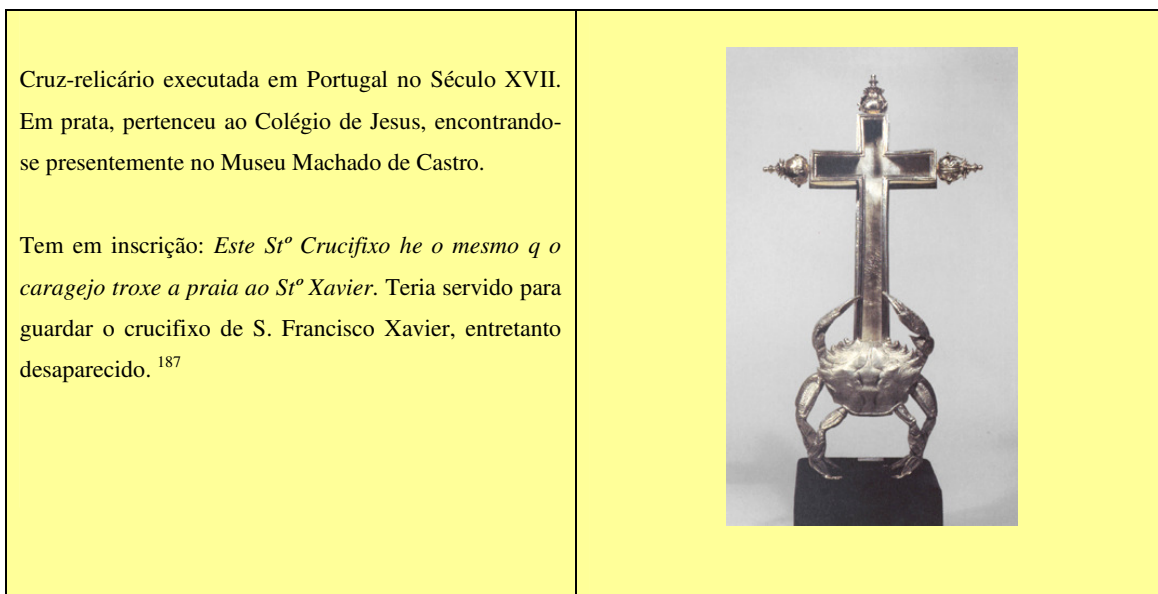 Cruz-relicário executada em Portugal no Século XVII.
Em prata, pertenceu ao Colégio de Jesus, encontrando-
se presentemente no Museu Machado de Castro.
Tem em inscrição: Este Stº Crucifixo he o mesmo q o
caragejo troxe a praia ao Stº Xavier. Teria servido para
guardar o crucifixo de S. Francisco Xavier, entretanto
desaparecido. 187